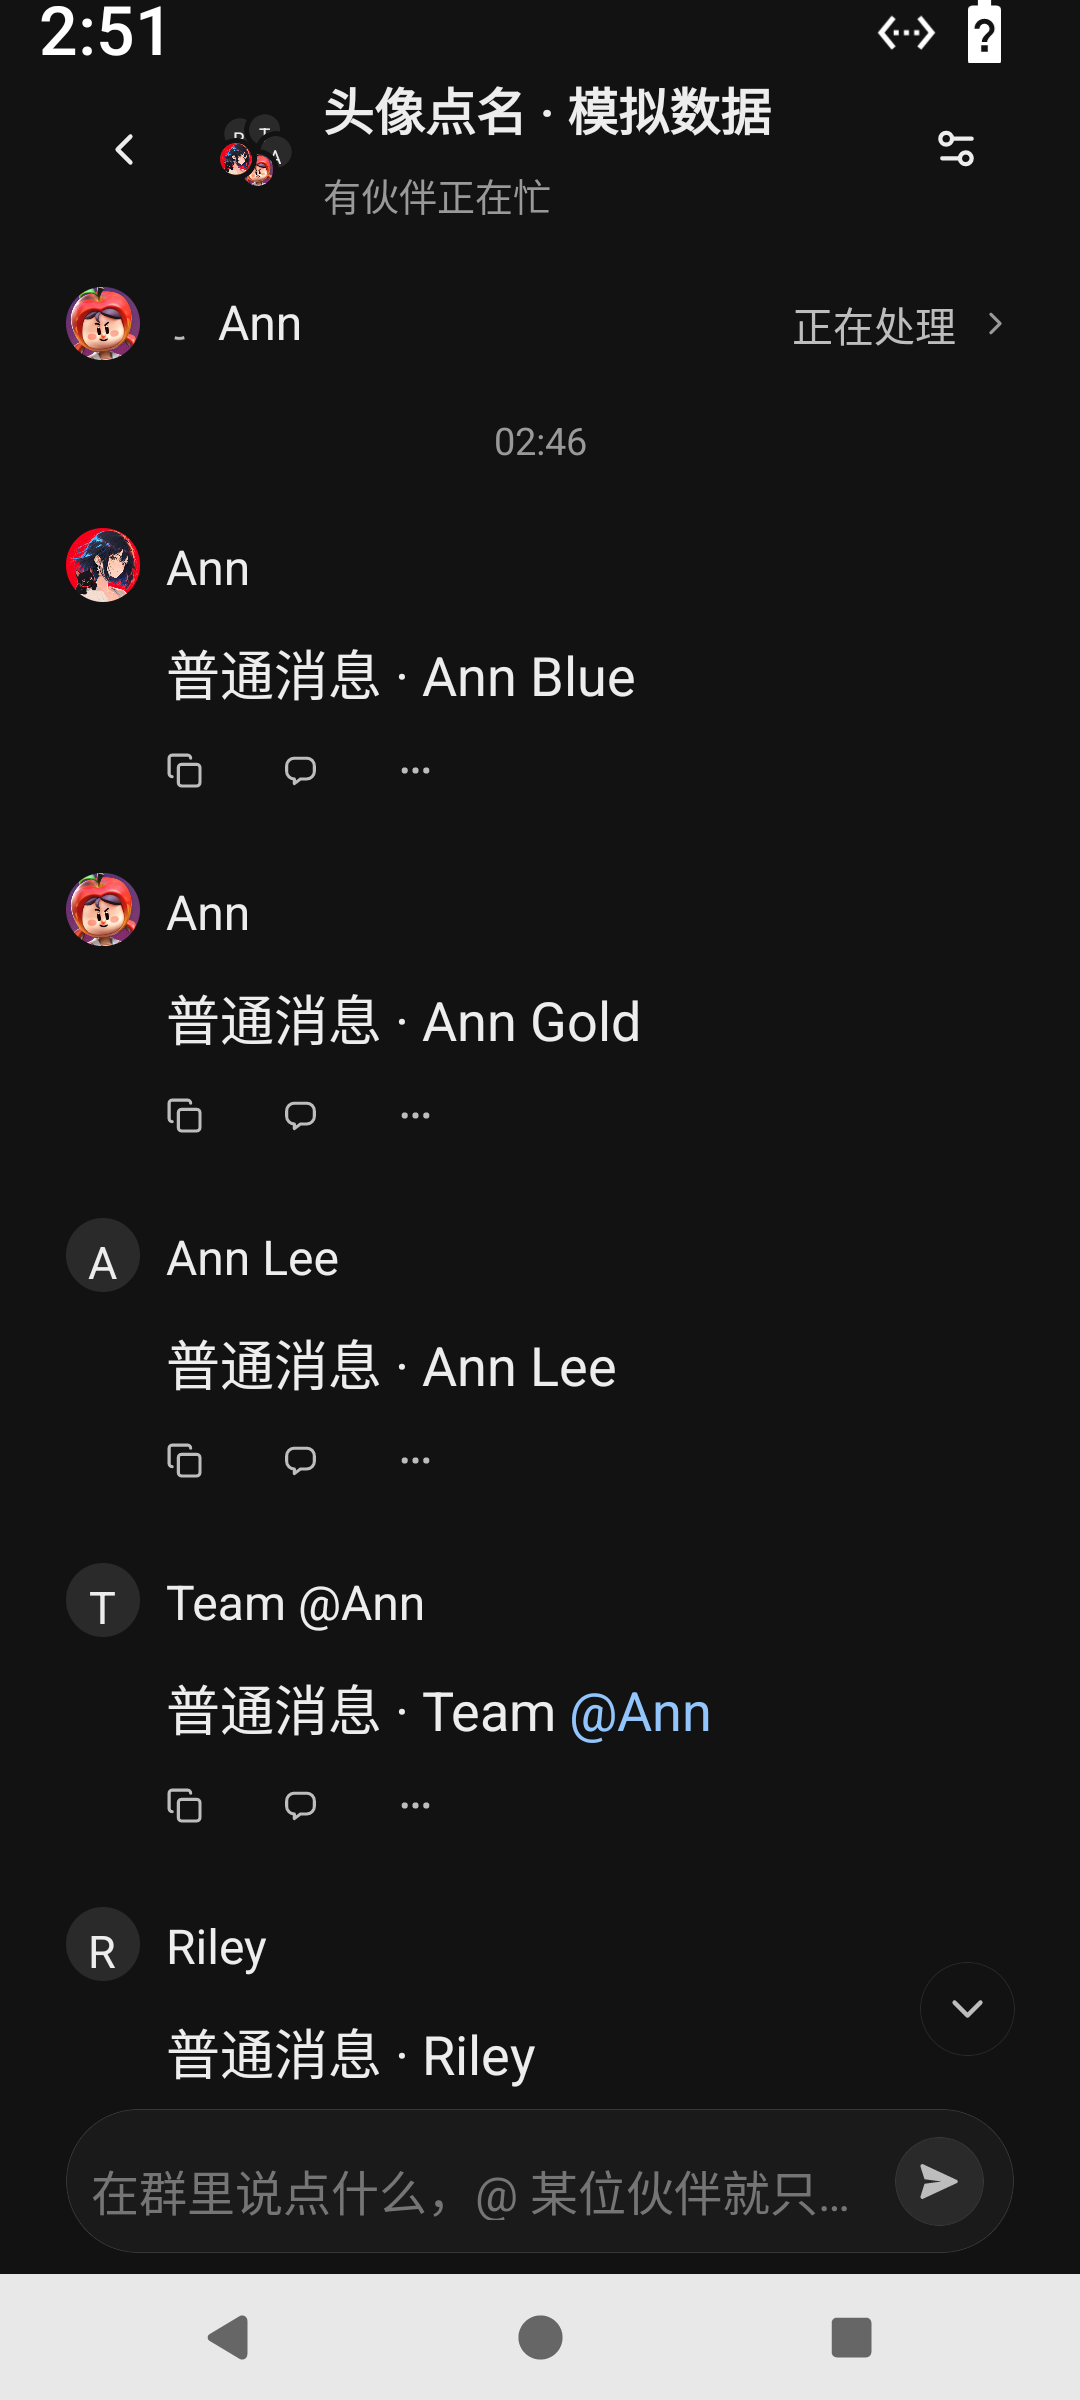 2:51
头像点名 · 模拟数据
有伙伴正在忙
Ann
正在处理
02:46
Ann
普通消息 · Ann Blue
Ann
普通消息 · Ann Gold
A
Ann Lee
普通消息 · Ann Lee
T
Team @Ann
普通消息 · Team @Ann
R
Riley
普通消息 · Riley
在群里说点什么，@ 某位伙伴就只...